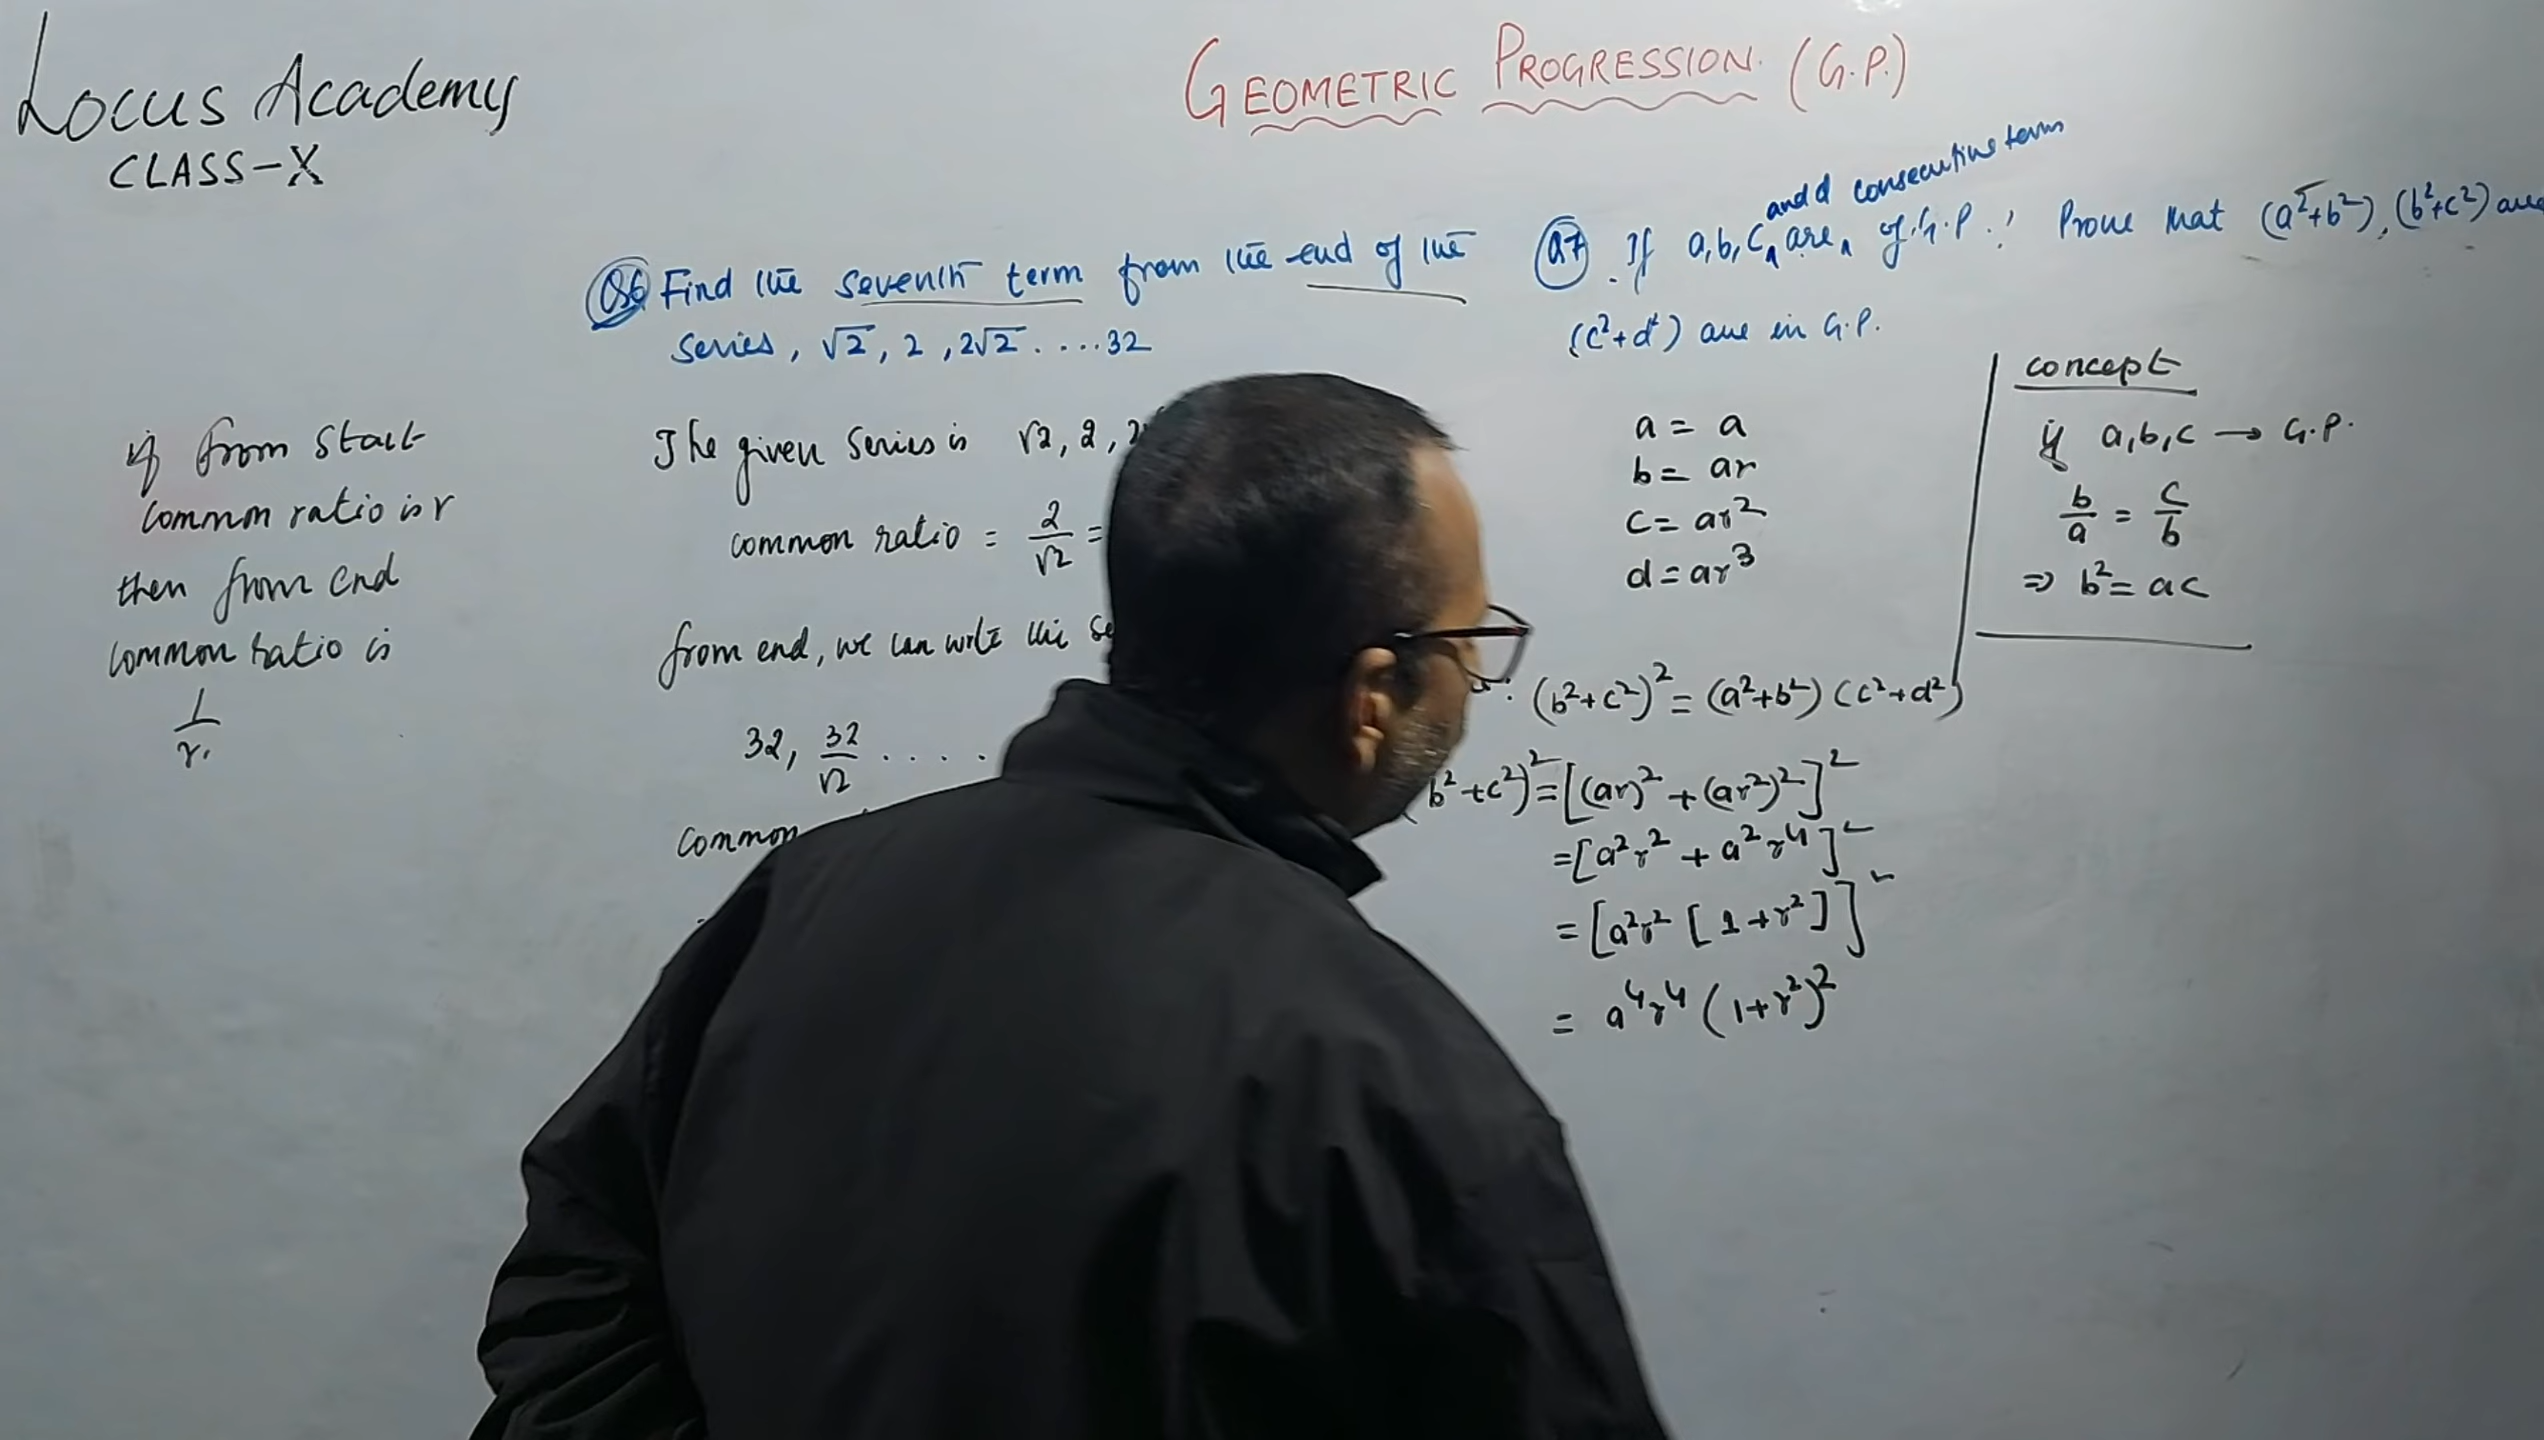 Locus Academy
CLASS-X
GEOMETRIC PROGRESSION. (G.P.)
if from start
common ratio is r
then from end
common ratio is
1/r.
Q6 Find the seventh term from the end of the
series, √2, 2, 2√2 . . . . 32
The given series is √2, 2,
common ratio = 2/√2 =
from end, we can write the
32, 32/√2 . . . .
common
Q7 . If a, b, c, and d are consecutive terms of G.P. Prove that (a²+b²), (b²+c²) and
(c²+d²) are in G.P.
a = a
b = ar
c = ar²
d = ar³
concept
if a,b,c → G.P.
b/a = c/b
⇒ b² = ac
: (b²+c²)² = (a²+b²) (c²+d²)
b²+c²)² = [(ar)² + (ar²)²]²
= [a²r² + a²r⁴]²
= [a²r² [1+r²]]²
= a⁴r⁴ (1+r²)²